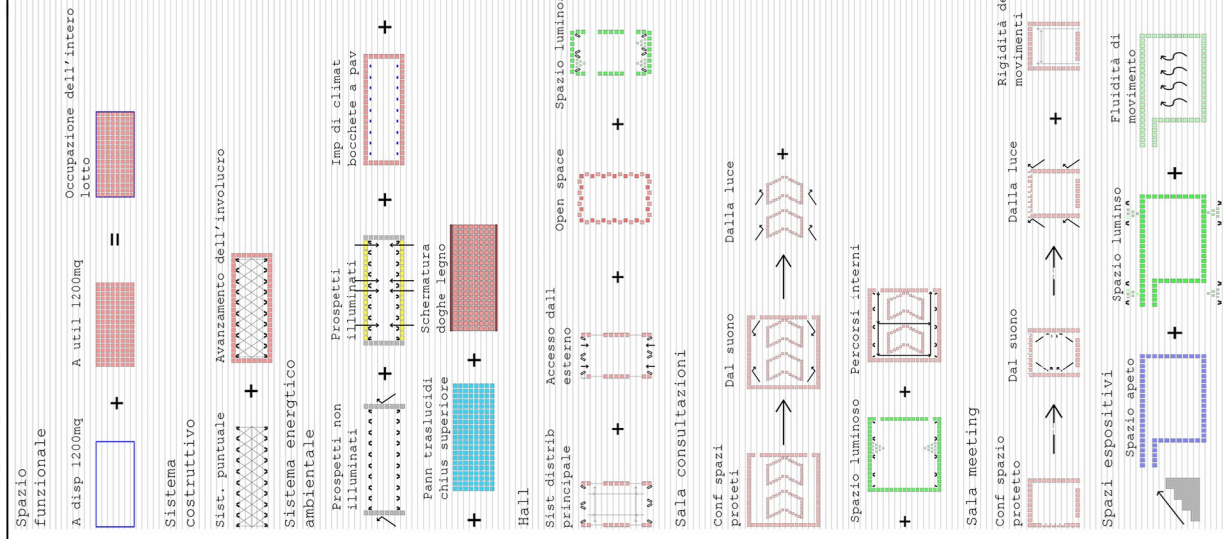 Spazio
funzionale
A disp 1200mq
+
A util 1200mq
=
Occupazione dell'intero
lotto
Sistema
costruttivo
Sist. puntuale
+
Avanzamento dell'involucro
Sistema energtico
ambientale
Prospetti non
illuminati
+
Prospetti
illuminati
+
Imp di climat
bocchete a pav
+
+
Pann traslucidi
chius superiore
+
Schermatura
doghe legno
Hall
Sist distrib
principale
+
Accesso dall
esterno
+
Open space
+
Spazio lumino
Sala consultazioni
Conf spazi
proteti
Dal suono
Dalla luce
+
+
Spazio luminoso
+
Percorsi interni
Sala meeting
Conf spazio
protetto
Dal suono
Dalla luce
+
Rigidità de
movimenti
Spazi espositivi
Spazio apeto
+
Spazio luminso
+
Fluidità di
movimento